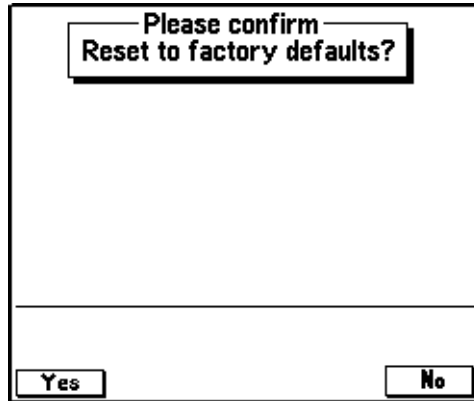 Please confirm
Reset to factory defaults?
Yes
No